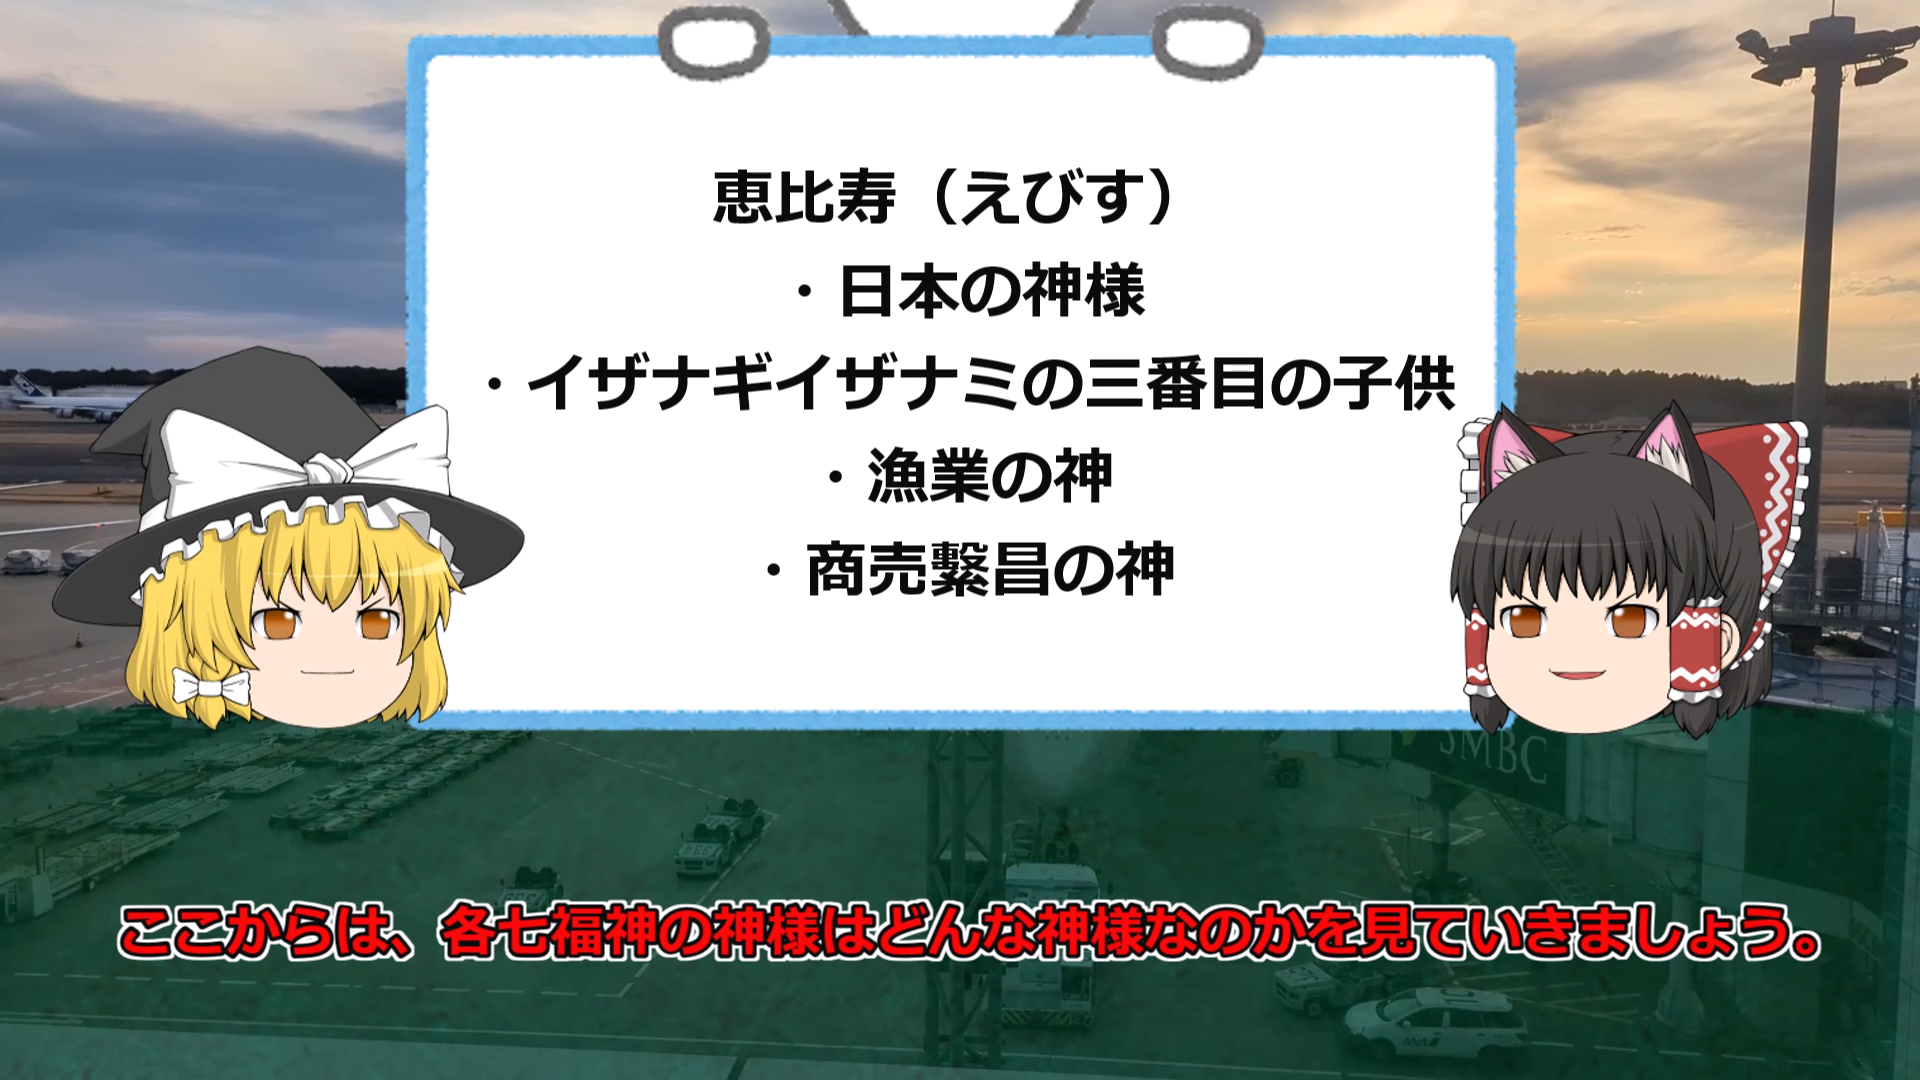 恵比寿（えびす）
・日本の神様
・イザナギイザナミの三番目の子供
・漁業の神
・商売繫昌の神
SMBC
ここからは、各七福神の神様はどんな神様なのかを見ていきましょう。
ANA